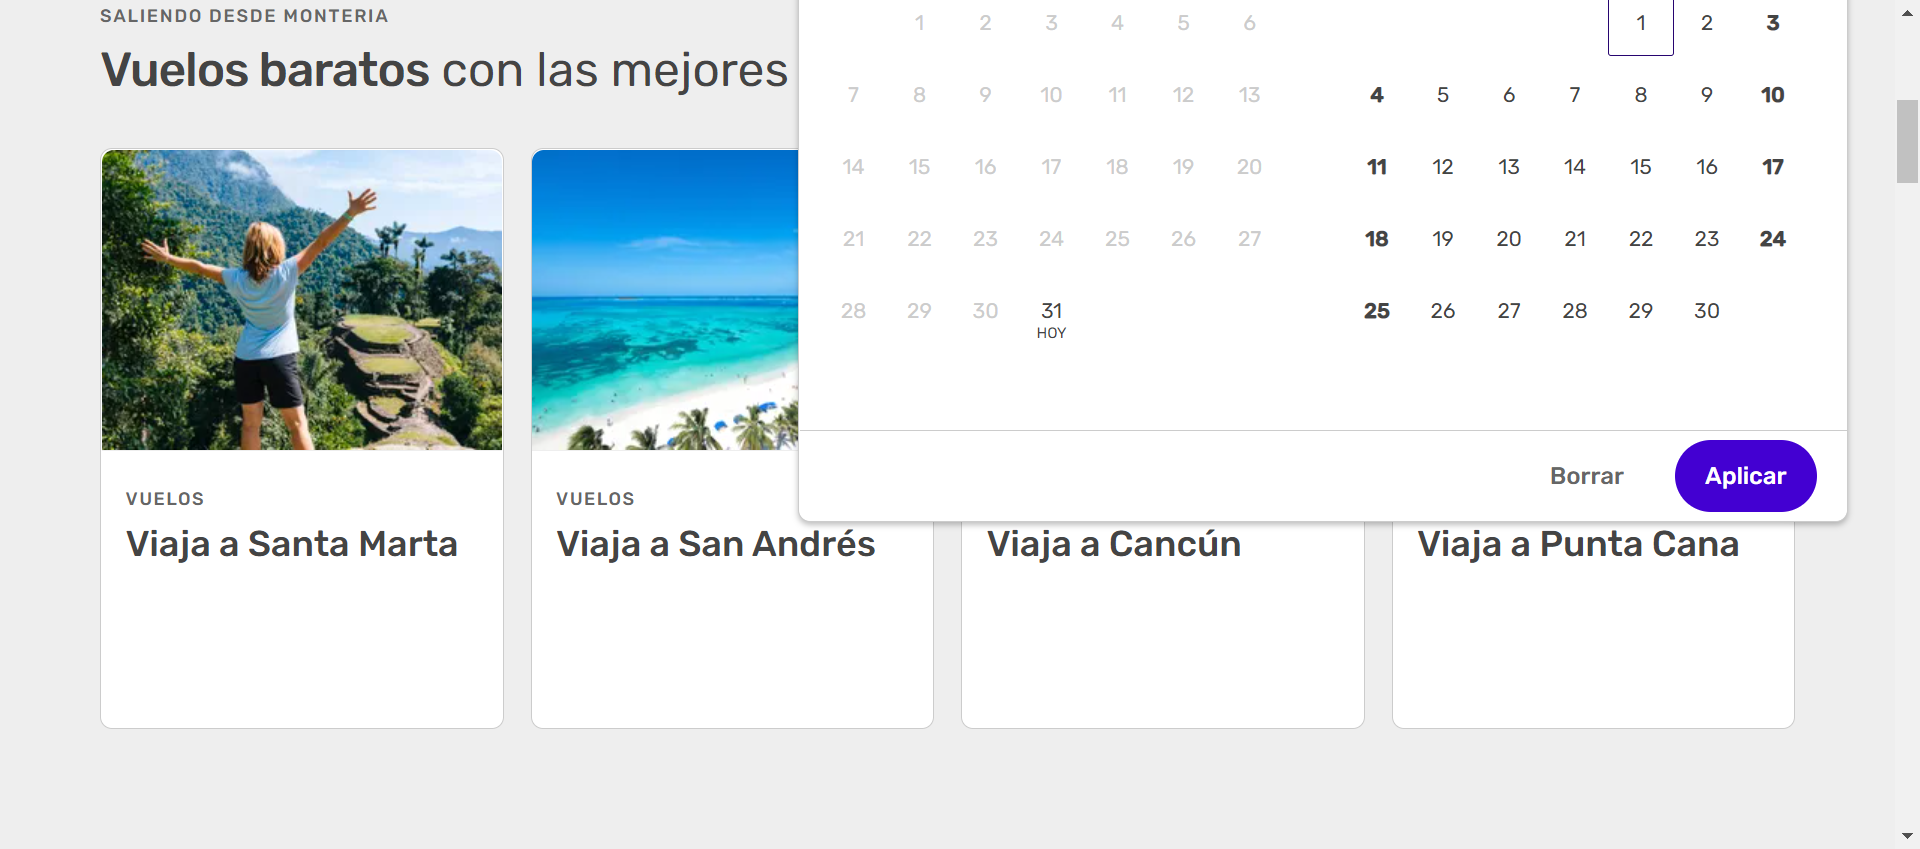 SALIENDO DESDE MONTERIA
Vuelos baratos con las mejores
1 2 3 4 5 6
7 8 9 10 11 12 13
14 15 16 17 18 19 20
21 22 23 24 25 26 27
28 29 30 31
HOY
1 2 3
4 5 6 7 8 9 10
11 12 13 14 15 16 17
18 19 20 21 22 23 24
25 26 27 28 29 30
Borrar
Aplicar
VUELOS
Viaja a Santa Marta
VUELOS
Viaja a San Andrés
Viaja a Cancún
Viaja a Punta Cana